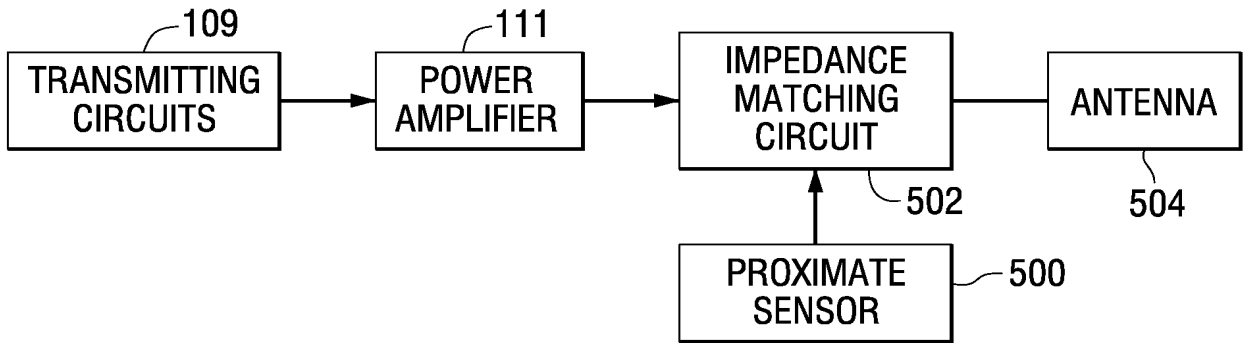 109
TRANSMITTING
CIRCUITS
111
POWER
AMPLIFIER
IMPEDANCE
MATCHING
CIRCUIT
502
ANTENNA
504
PROXIMATE
SENSOR
500